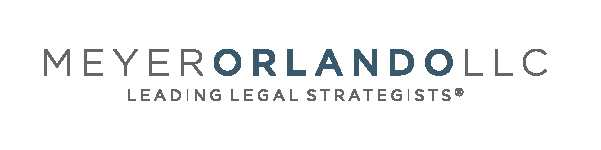 MEYERORLANDOLLC
LEADING LEGAL STRATEGISTS®